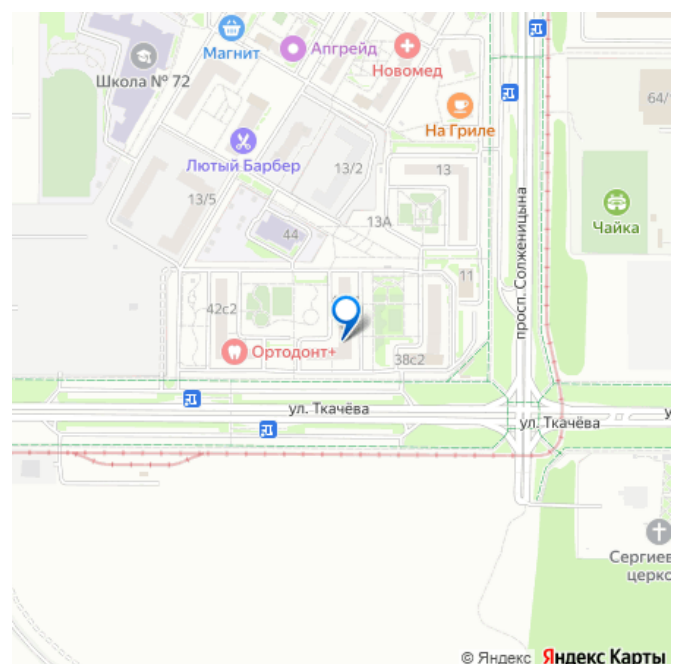 Магнит
Апгрейд
Новомед
Школа № 72
64/
На Гриле
Лютый Барбер
13/2
13
13/5
13А
Чайка
44
просп. Солженицына
11
42с2
Ортодонт+
38с2
ул. Ткачёва
ул. Ткачёва
у
Сергиев
церко
© Яндекс Яндекс Карты